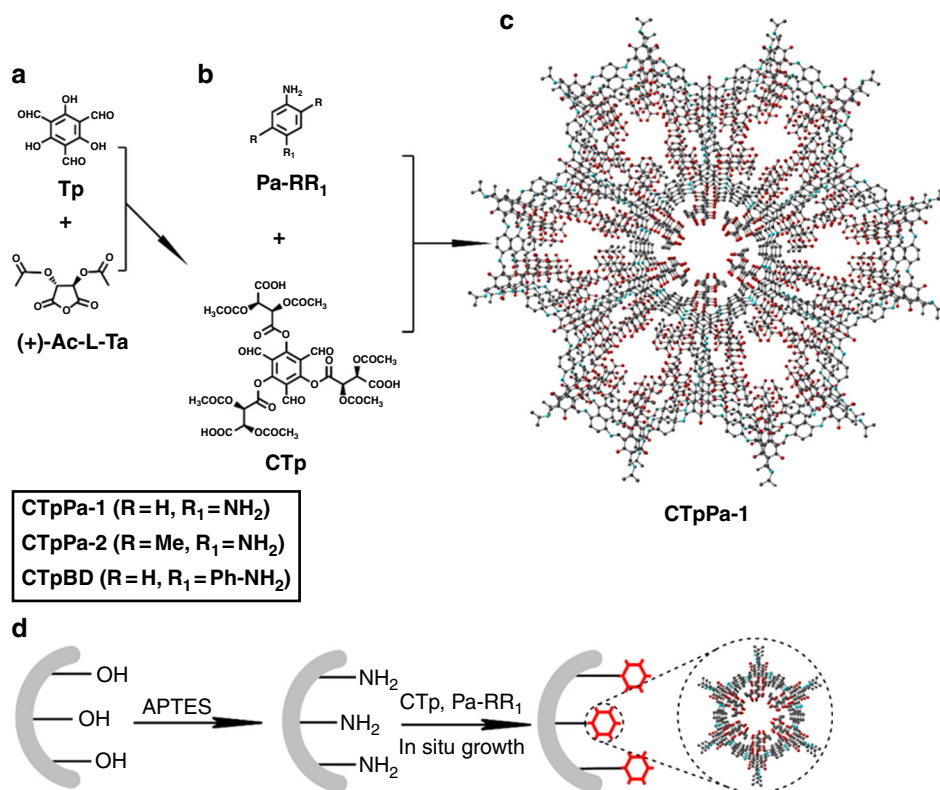 a
OH
OHC
CHO
HO
OH
CHO
Tp
+
O
O
O
O
O
O
O
(+)-Ac-L-Ta
b
NH₂
R
R
R₁
Pa-RR₁
+
COOH
H₃COCO
OCOCH₃
O
O
OHC
CHO
O
OCOCH₃
O
COOH
OCOCH₃
O
CHO
H₃COCO
O
HOOC
OCOCH₃
CTp
c
CTpPa-1
CTpPa-1 (R=H, R₁=NH₂)
CTpPa-2 (R=Me, R₁=NH₂)
CTpBD (R=H, R₁=Ph-NH₂)
d
OH
OH
OH
APTES
NH₂
NH₂
NH₂
CTp, Pa-RR₁
In situ growth